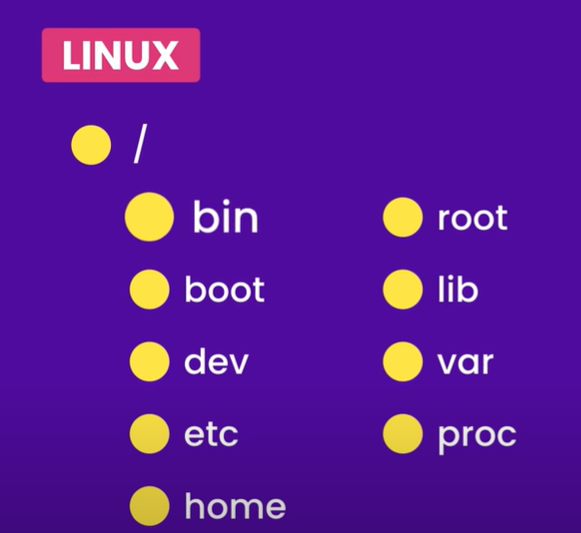 LINUX
/
bin
boot
dev
etc
home
root
lib
var
proc